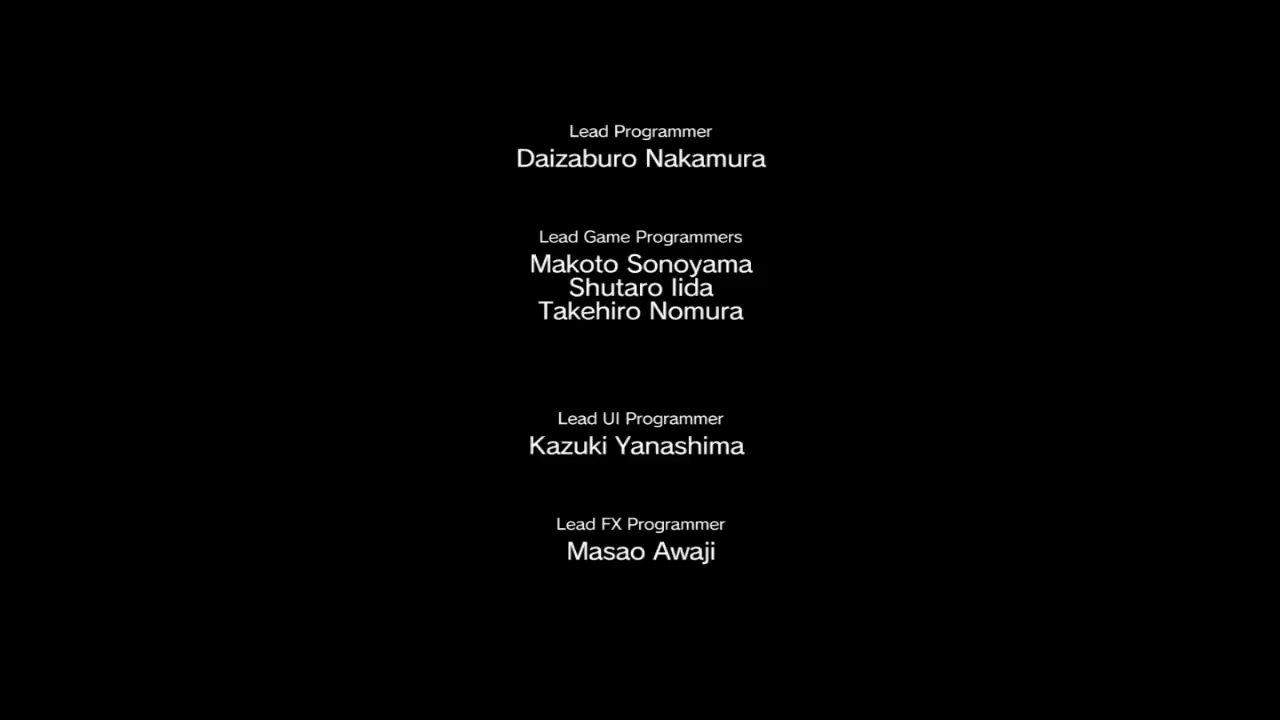 Lead Programmer
Daizaburo Nakamura
Lead Game Programmers
Makoto Sonoyama
Shutaro Iida
Takehiro Nomura
Lead UI Programmer
Kazuki Yanashima
Lead FX Programmer
Masao Awaji